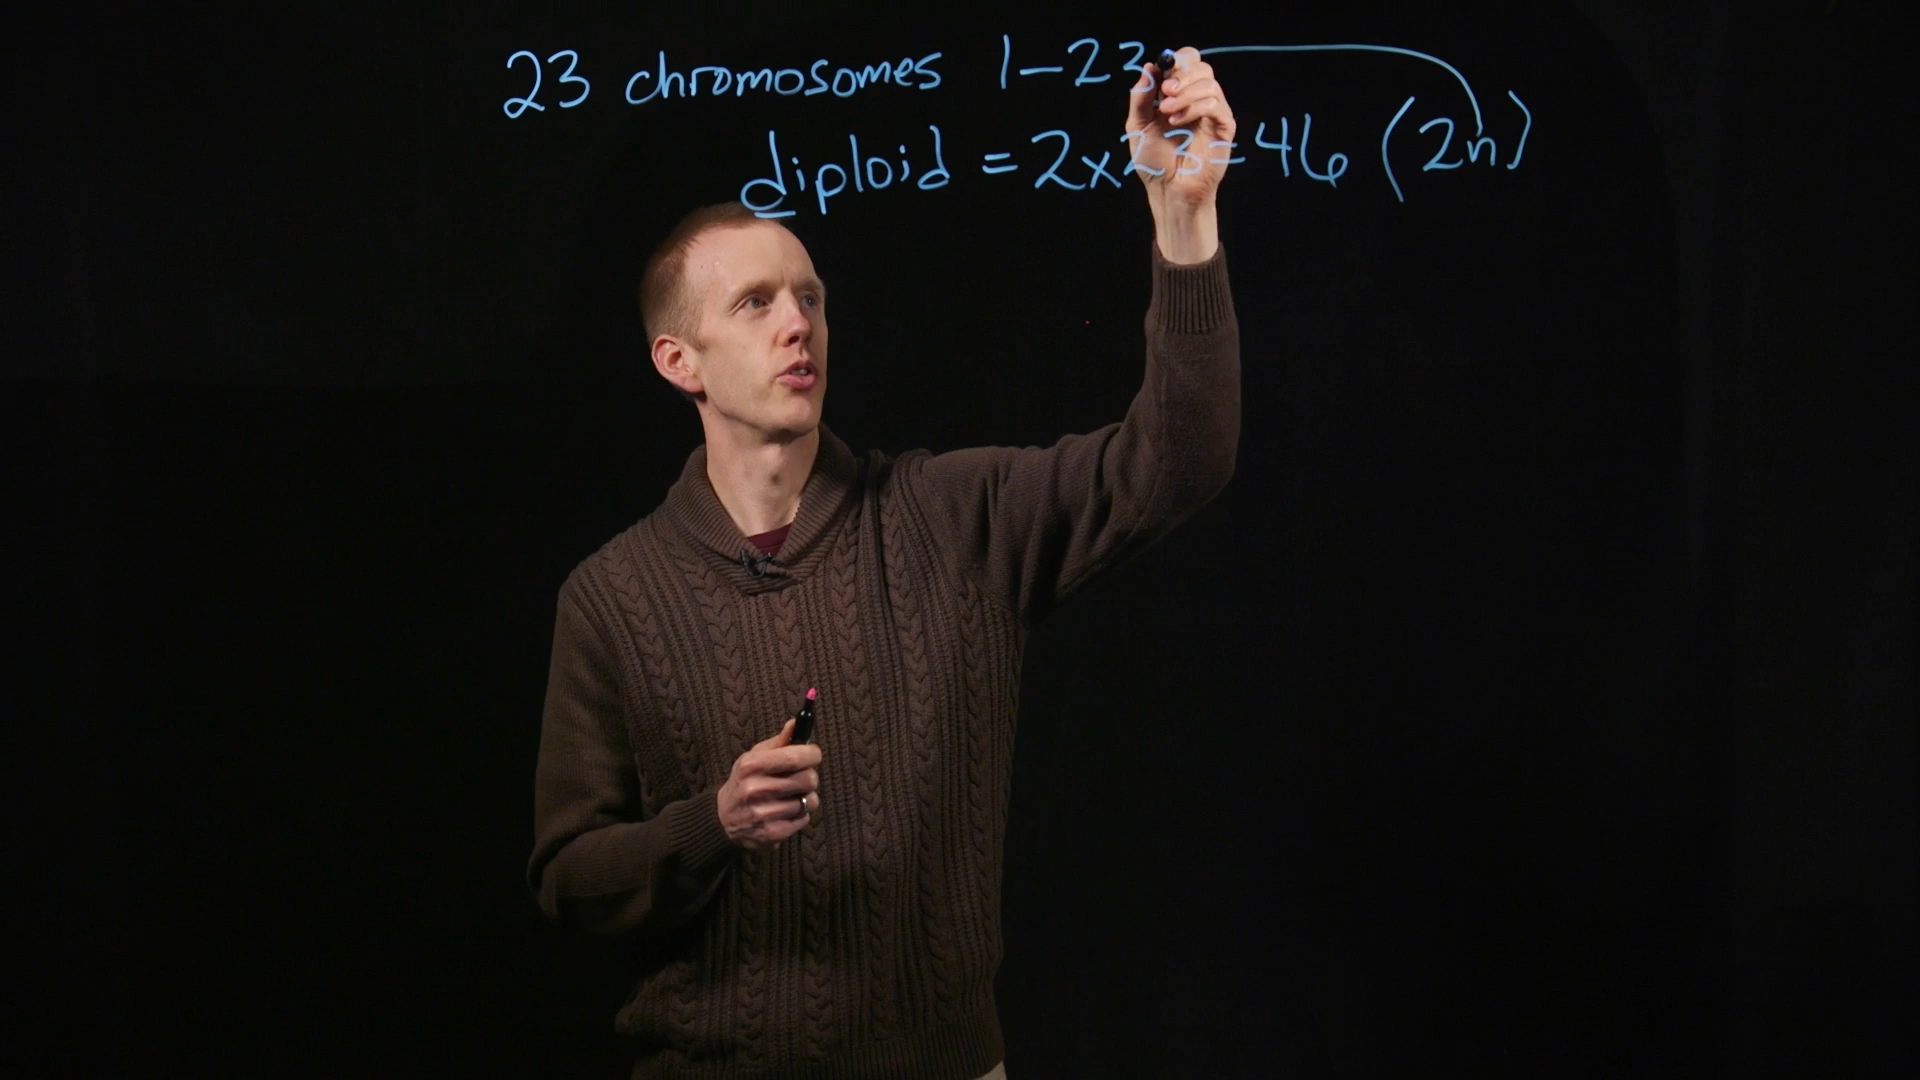 23 chromosomes 1-23
diploid = 2x23 = 46 (2n)